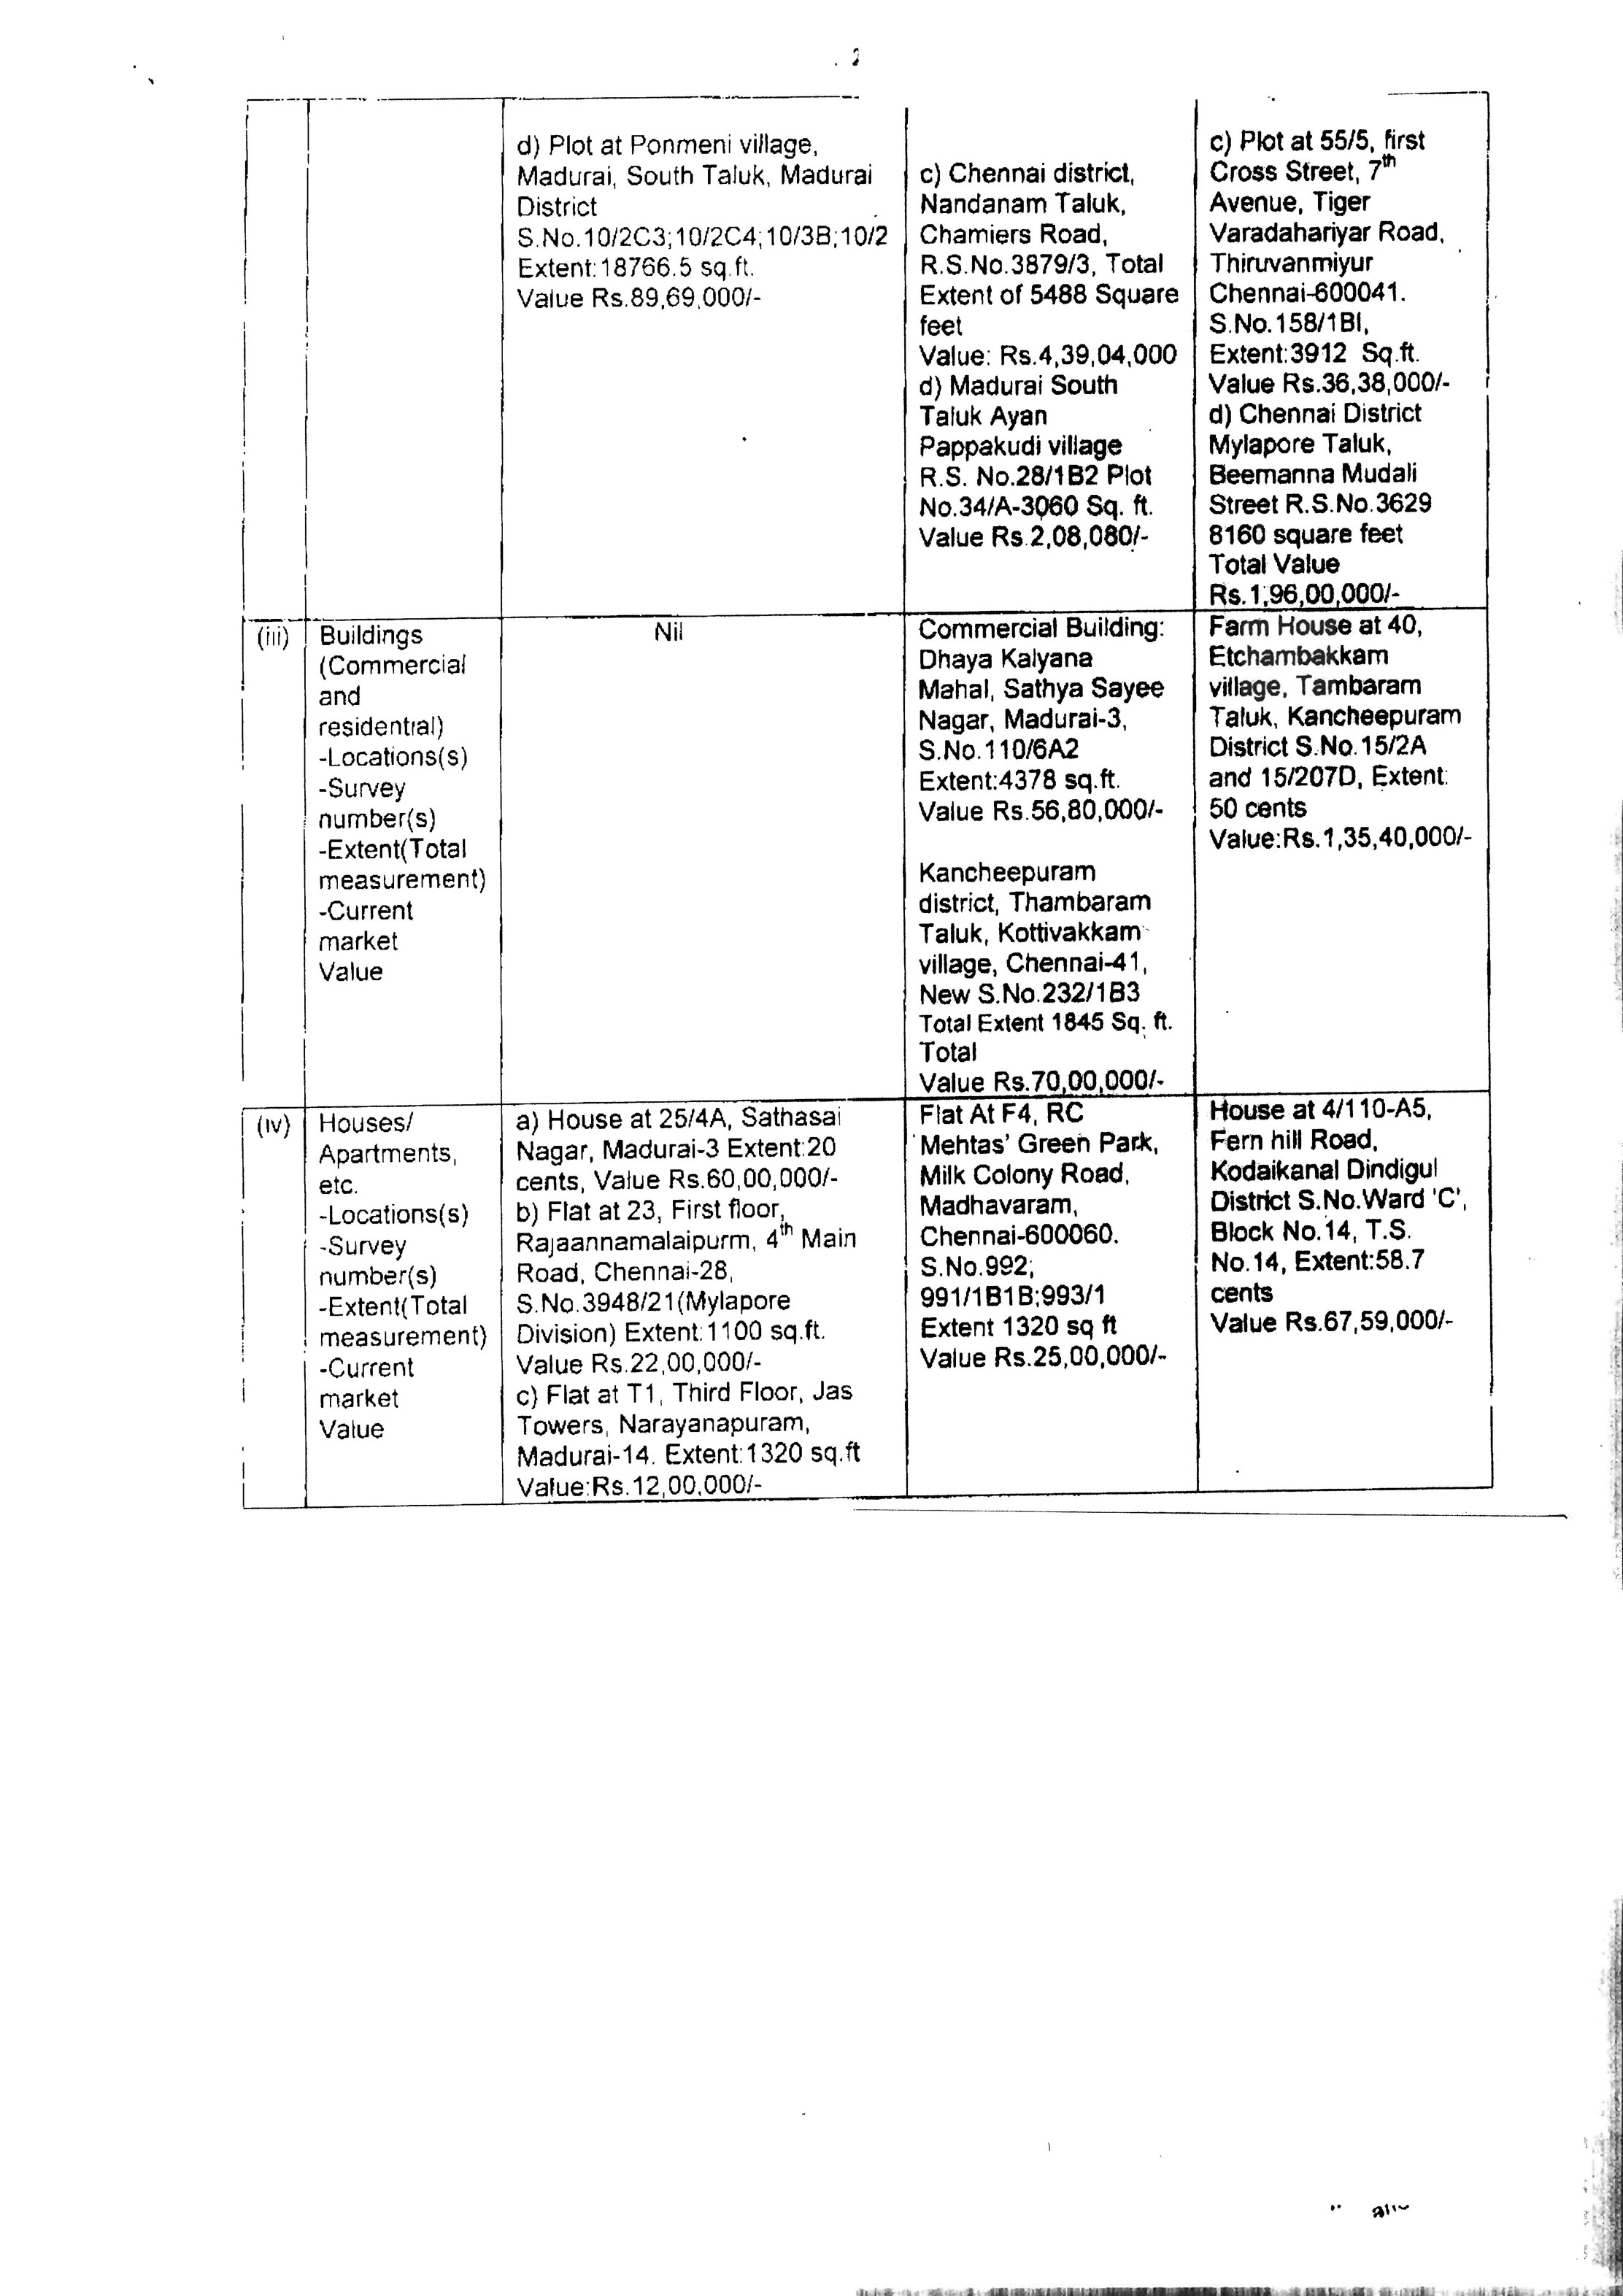 2
d) Plot at Ponmeni village,
Madurai, South Taluk, Madurai
District
S.No.10/2C3;10/2C4;10/3B;10/2
Extent:18766.5 sq.ft.
Value Rs.89,69,000/-
c) Chennai district,
Nandanam Taluk,
Chamiers Road,
R.S.No.3879/3, Total
Extent of 5488 Square
feet
Value: Rs.4,39,04,000
d) Madurai South
Taluk Ayan
Pappakudi village
R.S. No.28/1B2 Plot
No.34/A-3060 Sq. ft.
Value Rs.2,08,080/-
c) Plot at 55/5, first
Cross Street, 7th
Avenue, Tiger
Varadahariyar Road,
Thiruvanmiyur
Chennai-600041.
S.No.158/1BI,
Extent:3912 Sq.ft.
Value Rs.36,38,000/-
d) Chennai District
Mylapore Taluk,
Beemanna Mudali
Street R.S.No.3629
8160 square feet
Total Value
Rs.1,96,00,000/-
(iii)
Buildings
(Commercial
and
residential)
-Locations(s)
-Survey
number(s)
-Extent(Total
measurement)
-Current
market
Value
Nil
Commercial Building:
Dhaya Kalyana
Mahal, Sathya Sayee
Nagar, Madurai-3,
S.No.110/6A2
Extent:4378 sq.ft.
Value Rs.56,80,000/-
Kancheepuram
district, Thambaram
Taluk, Kottivakkam
village, Chennai-41,
New S.No.232/1B3
Total Extent 1845 Sq. ft.
Total
Value Rs.70,00,000/-
Farm House at 40,
Etchambakkam
village, Tambaram
Taluk, Kancheepuram
District S.No.15/2A
and 15/207D, Extent:
50 cents
Value:Rs.1,35,40,000/-
(iv)
Houses/
Apartments,
etc.
-Locations(s)
-Survey
number(s)
-Extent(Total
measurement)
-Current
market
Value
a) House at 25/4A, Sathasai
Nagar, Madurai-3 Extent:20
cents, Value Rs.60,00,000/-
b) Flat at 23, First floor,
Rajaannamalaipurm, 4th Main
Road, Chennai-28,
S.No.3948/21(Mylapore
Division) Extent:1100 sq.ft.
Value Rs.22,00,000/-
c) Flat at T1, Third Floor, Jas
Towers, Narayanapuram,
Madurai-14. Extent:1320 sq.ft
Value:Rs.12,00,000/-
Flat At F4, RC
Mehtas' Green Park,
Milk Colony Road,
Madhavaram,
Chennai-600060.
S.No.992;
991/1B1B;993/1
Extent 1320 sq ft
Value Rs.25,00,000/-
House at 4/110-A5,
Fern hill Road,
Kodaikanal Dindigul
District S.No.Ward 'C',
Block No.14, T.S.
No.14, Extent:58.7
cents
Value Rs.67,59,000/-